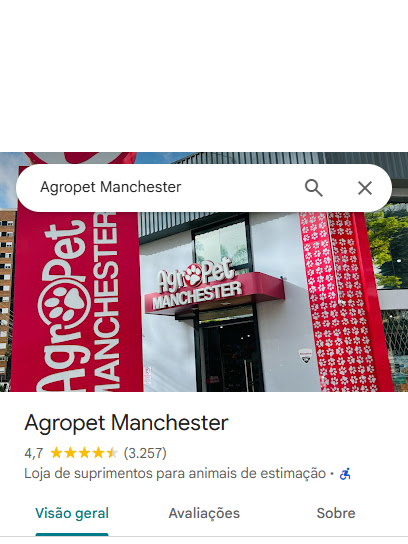 Agropet Manchester
AgroPet
MANCHESTER
AgroPet
MANCHESTER
Agropet Manchester
4,7 (3.257)
Loja de suprimentos para animais de estimação ·
Visão geral
Avaliações
Sobre